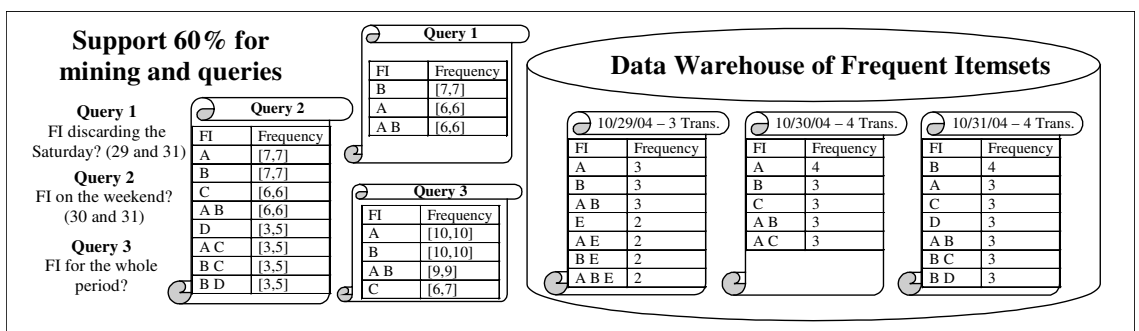 Support 60% for
mining and queries
Query 1
FI discarding the
Saturday? (29 and 31)
Query 2
FI on the weekend?
(30 and 31)
Query 3
FI for the whole
period?
Query 2
FI Frequency
A [7,7]
B [7,7]
C [6,6]
A B [6,6]
D [3,5]
A C [3,5]
B C [3,5]
B D [3,5]
Query 1
FI Frequency
B [7,7]
A [6,6]
A B [6,6]
Query 3
FI Frequency
A [10,10]
B [10,10]
A B [9,9]
C [6,7]
Data Warehouse of Frequent Itemsets
10/29/04 – 3 Trans.
FI Frequency
A 3
B 3
A B 3
E 2
A E 2
B E 2
A B E 2
10/30/04 – 4 Trans.
FI Frequency
A 4
B 3
C 3
A B 3
A C 3
10/31/04 – 4 Trans.
FI Frequency
B 4
A 3
C 3
D 3
A B 3
B C 3
B D 3